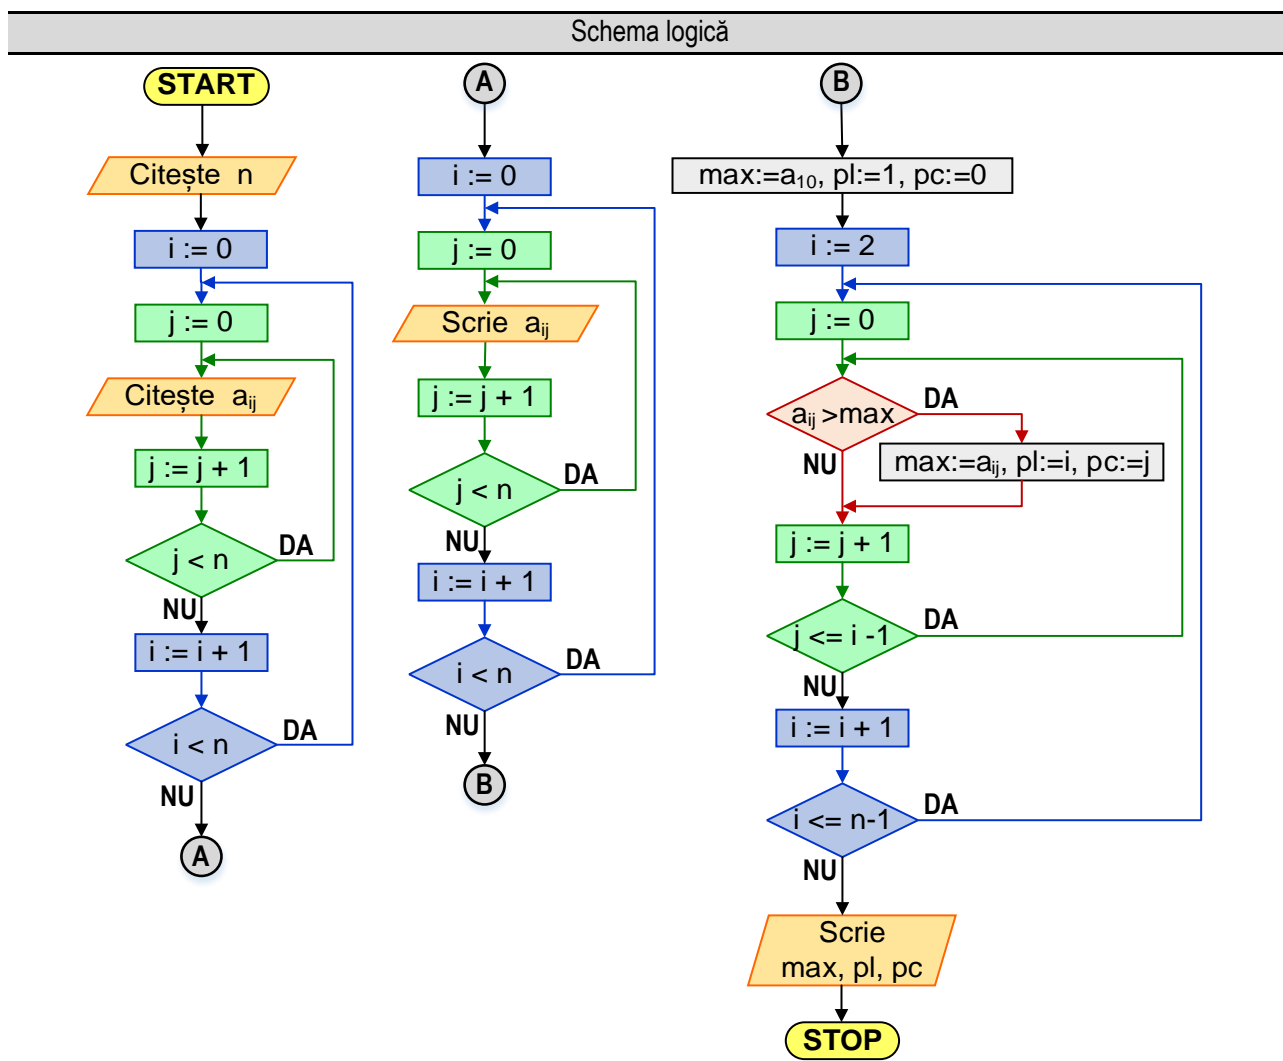 Schema logică
START
Citește n
i := 0
j := 0
Citește aij
j := j + 1
j < n
DA
NU
i := i + 1
i < n
DA
NU
A
A
i := 0
j := 0
Scrie aij
j := j + 1
j < n
DA
NU
i := i + 1
i < n
DA
NU
B
B
max:=a10, pl:=1, pc:=0
i := 2
j := 0
aij >max
DA
NU
max:=aij, pl:=i, pc:=j
j := j + 1
j <= i -1
DA
NU
i := i + 1
i <= n-1
DA
NU
Scrie
max, pl, pc
STOP